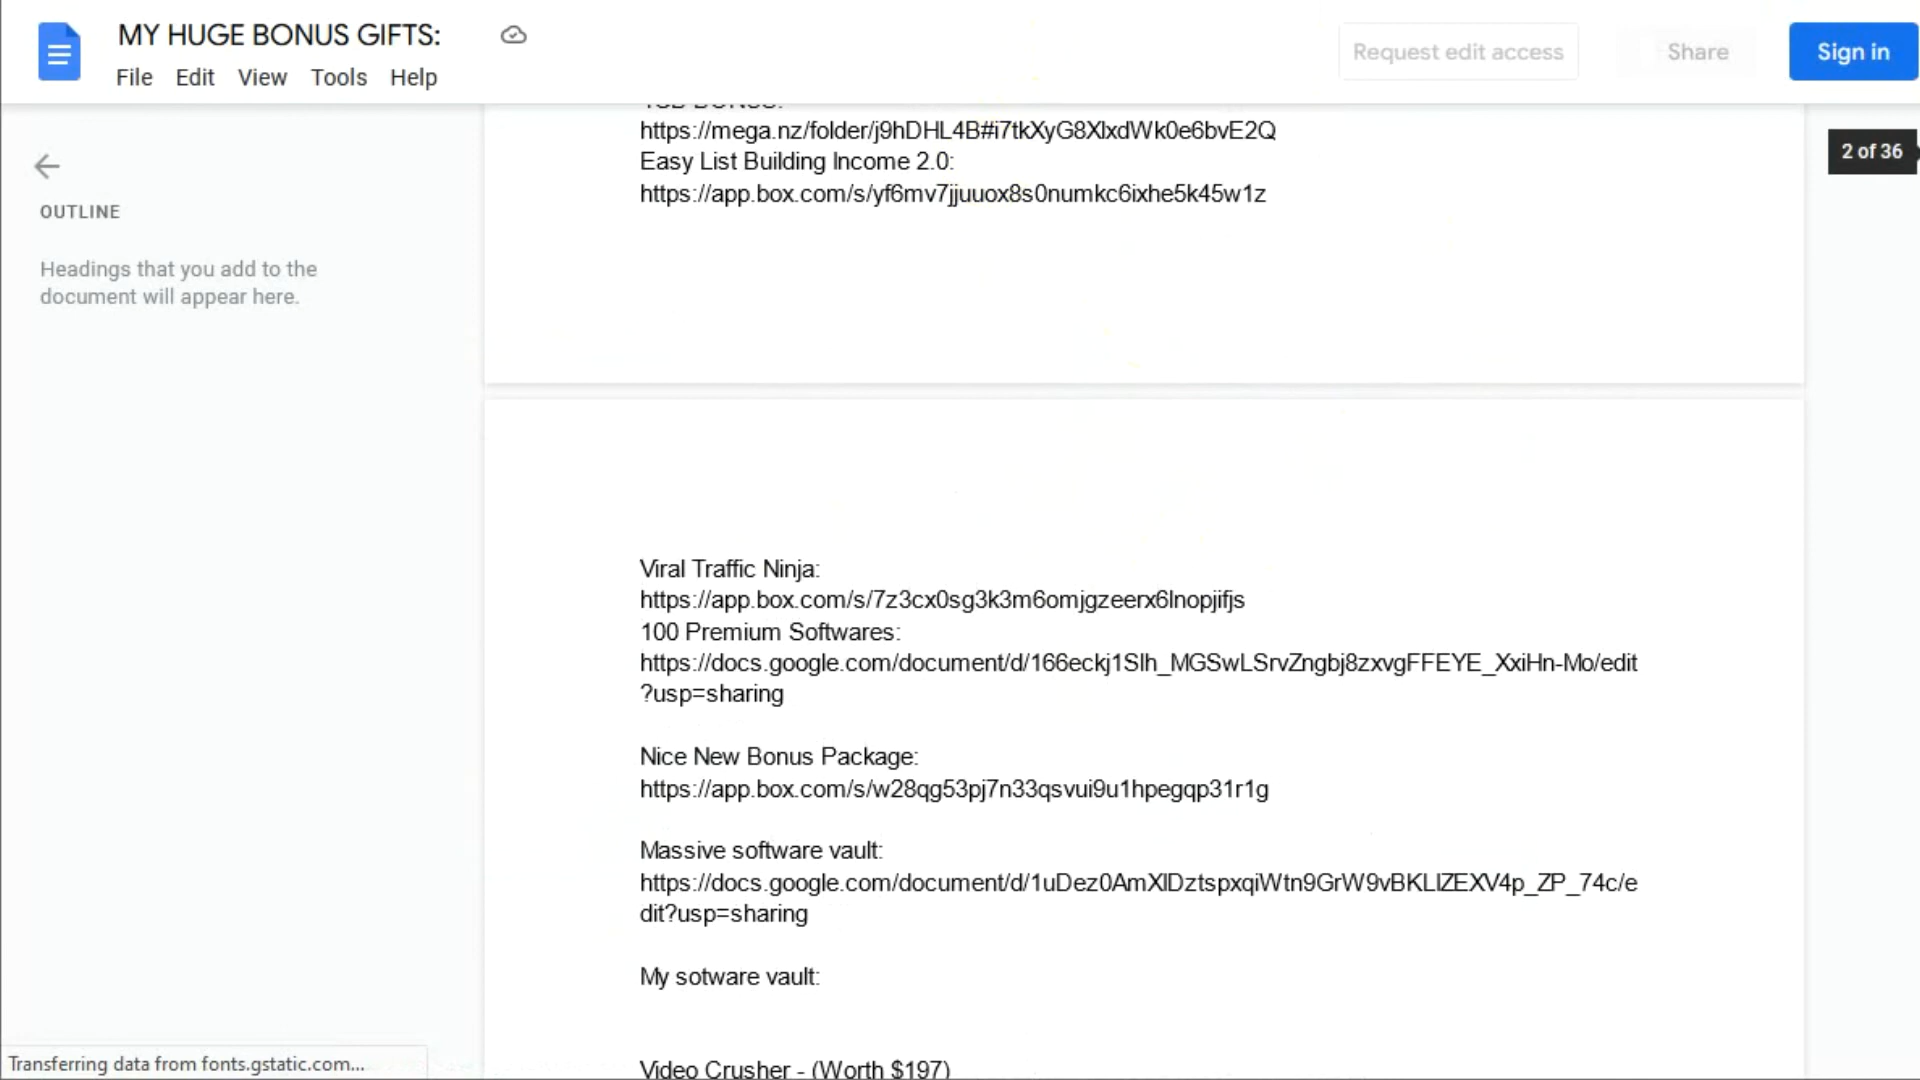 MY HUGE BONUS GIFTS:
File Edit View Tools Help
Request edit access
Share
Sign in
2 of 36
OUTLINE
Headings that you add to the
document will appear here.
https://mega.nz/folder/j9hDHL4B#i7tkXyG8XlxdWk0e6bvE2Q
Easy List Building Income 2.0:
https://app.box.com/s/yf6mv7jjuuox8s0numkc6ixhe5k45w1z
Viral Traffic Ninja:
https://app.box.com/s/7z3cx0sg3k3m6omjgzeerx6lnopjifjs
100 Premium Softwares:
https://docs.google.com/document/d/166eckj1Slh_MGSwLSrvZngbj8zxvgFFEYE_XxiHn-Mo/edit
?usp=sharing
Nice New Bonus Package:
https://app.box.com/s/w28qg53pj7n33qsvui9u1hpegqp31r1g
Massive software vault:
https://docs.google.com/document/d/1uDez0AmXlDztspxqiWtn9GrW9vBKLlZEXV4p_ZP_74c/e
dit?usp=sharing
My sotware vault:
Video Crusher - (Worth $197)
Transferring data from fonts.gstatic.com...